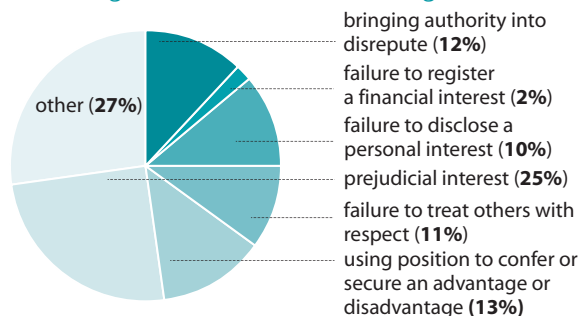 bringing authority into
disrepute (12%)
failure to register
a financial interest (2%)
other (27%)
failure to disclose a
personal interest (10%)
prejudicial interest (25%)
failure to treat others with
respect (11%)
using position to confer or
secure an advantage or
disadvantage (13%)